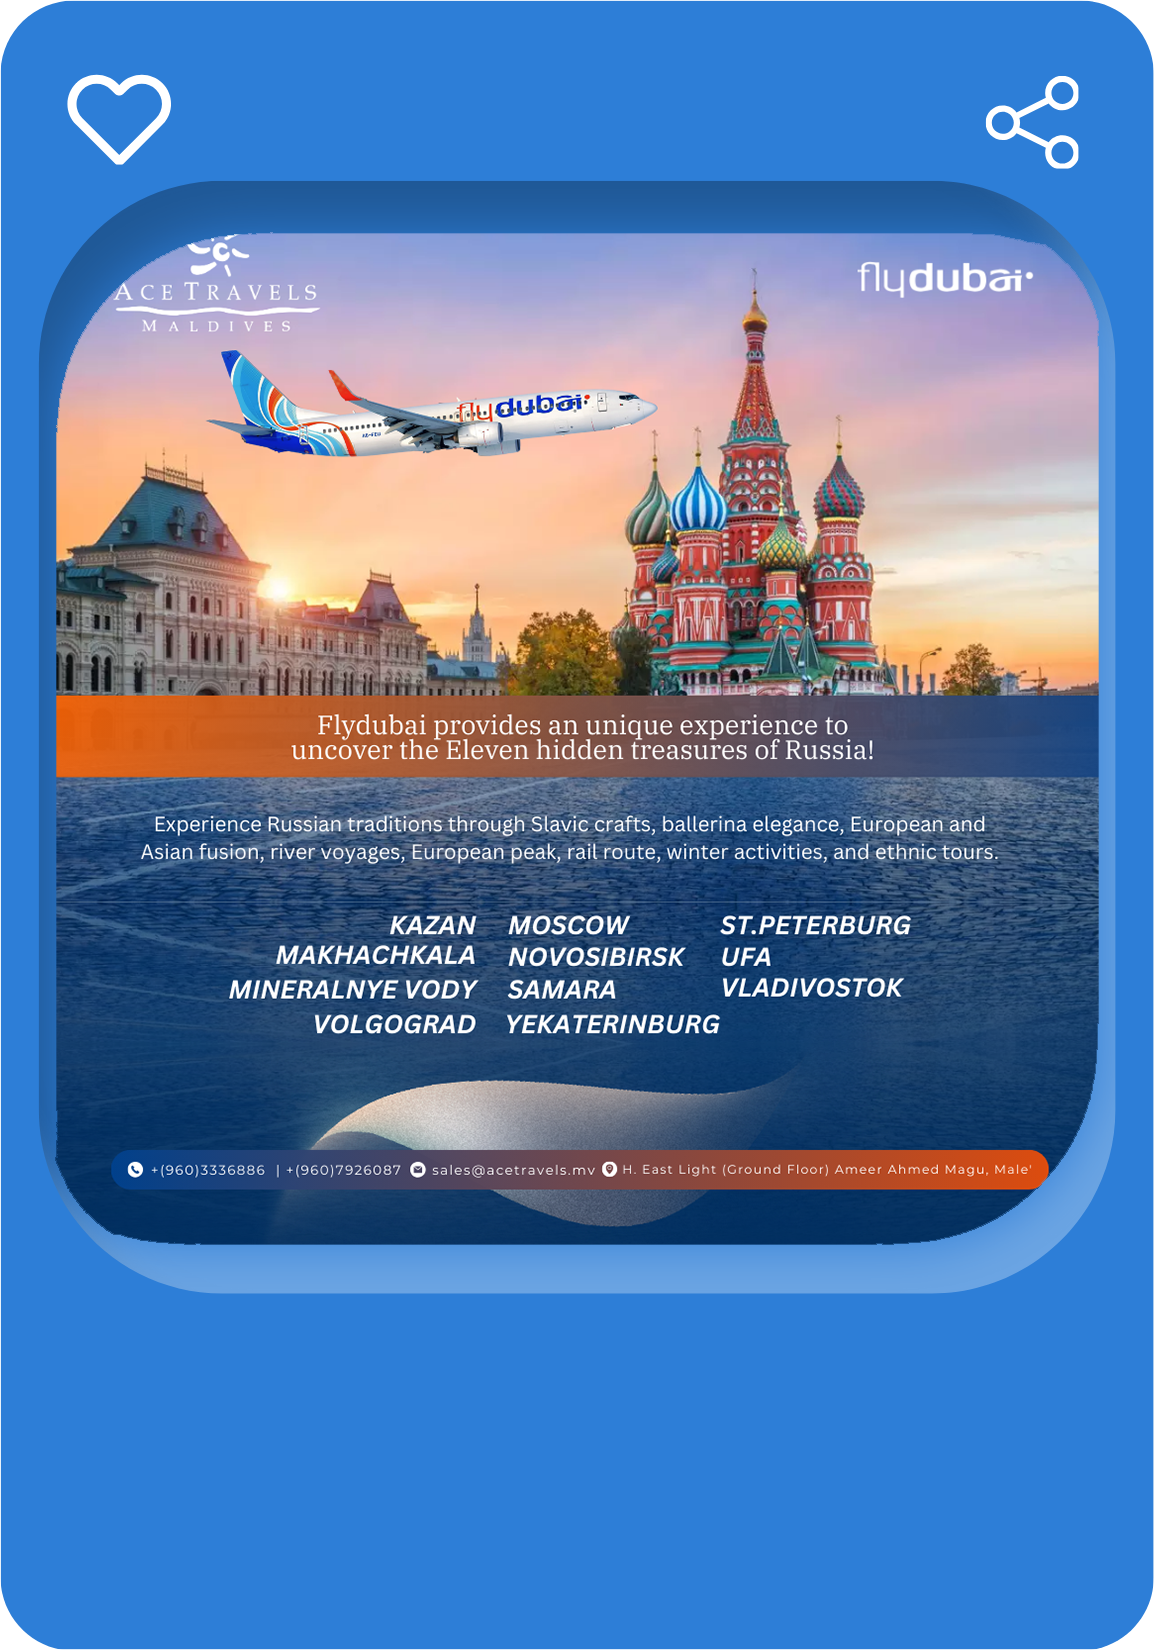 ACE TRAVELS
MALDIVES
flydubai
flydubai
Flydubai provides an unique experience to
uncover the Eleven hidden treasures of Russia!
Experience Russian traditions through Slavic crafts, ballerina elegance, European and
Asian fusion, river voyages, European peak, rail route, winter activities, and ethnic tours.
KAZAN MOSCOW ST.PETERBURG
MAKHACHKALA NOVOSIBIRSK UFA
MINERALNYE VODY SAMARA VLADIVOSTOK
VOLGOGRAD YEKATERINBURG
+(960)3336886 | +(960)7926087 sales@acetravels.mv H. East Light (Ground Floor) Ameer Ahmed Magu, Male'